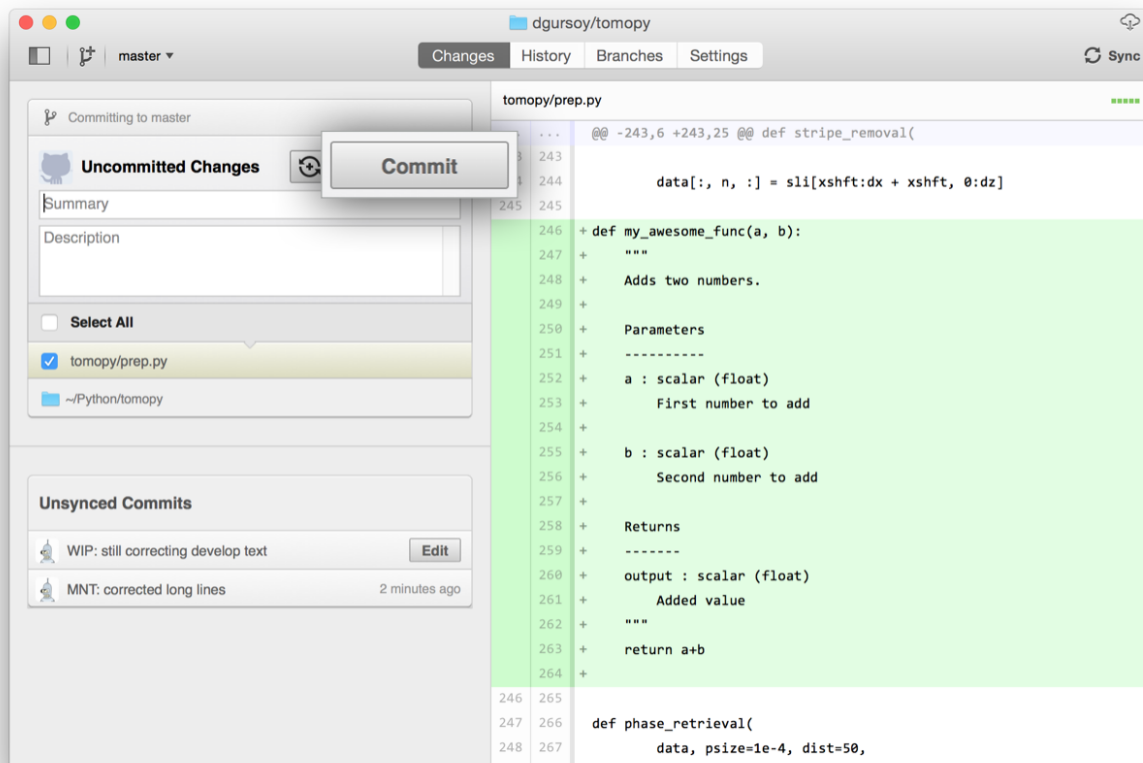 dgursoy/tomopy
master
Changes
History
Branches
Settings
Sync
Committing to master
Uncommitted Changes
Commit
Summary
Description
Select All
tomopy/prep.py
~/Python/tomopy
Unsynced Commits
WIP: still correcting develop text
Edit
MNT: corrected long lines
2 minutes ago
tomopy/prep.py
... @@ -243,6 +243,25 @@ def stripe_removal(
3 243
244 data[:, n, :] = sli[xshft:dx + xshft, 0:dz]
245 245
246 +def my_awesome_func(a, b):
247 + """
248 + Adds two numbers.
249 +
250 + Parameters
251 + ----------
252 + a : scalar (float)
253 + First number to add
254 +
255 + b : scalar (float)
256 + Second number to add
257 +
258 + Returns
259 + -------
260 + output : scalar (float)
261 + Added value
262 + """
263 + return a+b
264 +
246 265
247 266 def phase_retrieval(
248 267 data, psize=1e-4, dist=50,